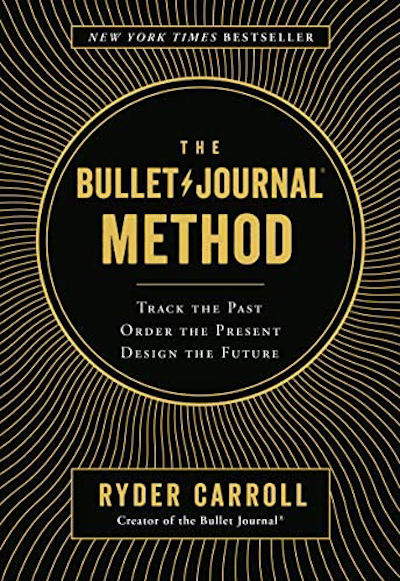 NEW YORK TIMES BESTSELLER
THE
BULLET JOURNAL®
METHOD
TRACK THE PAST
ORDER THE PRESENT
DESIGN THE FUTURE
RYDER CARROLL
Creator of the Bullet Journal®